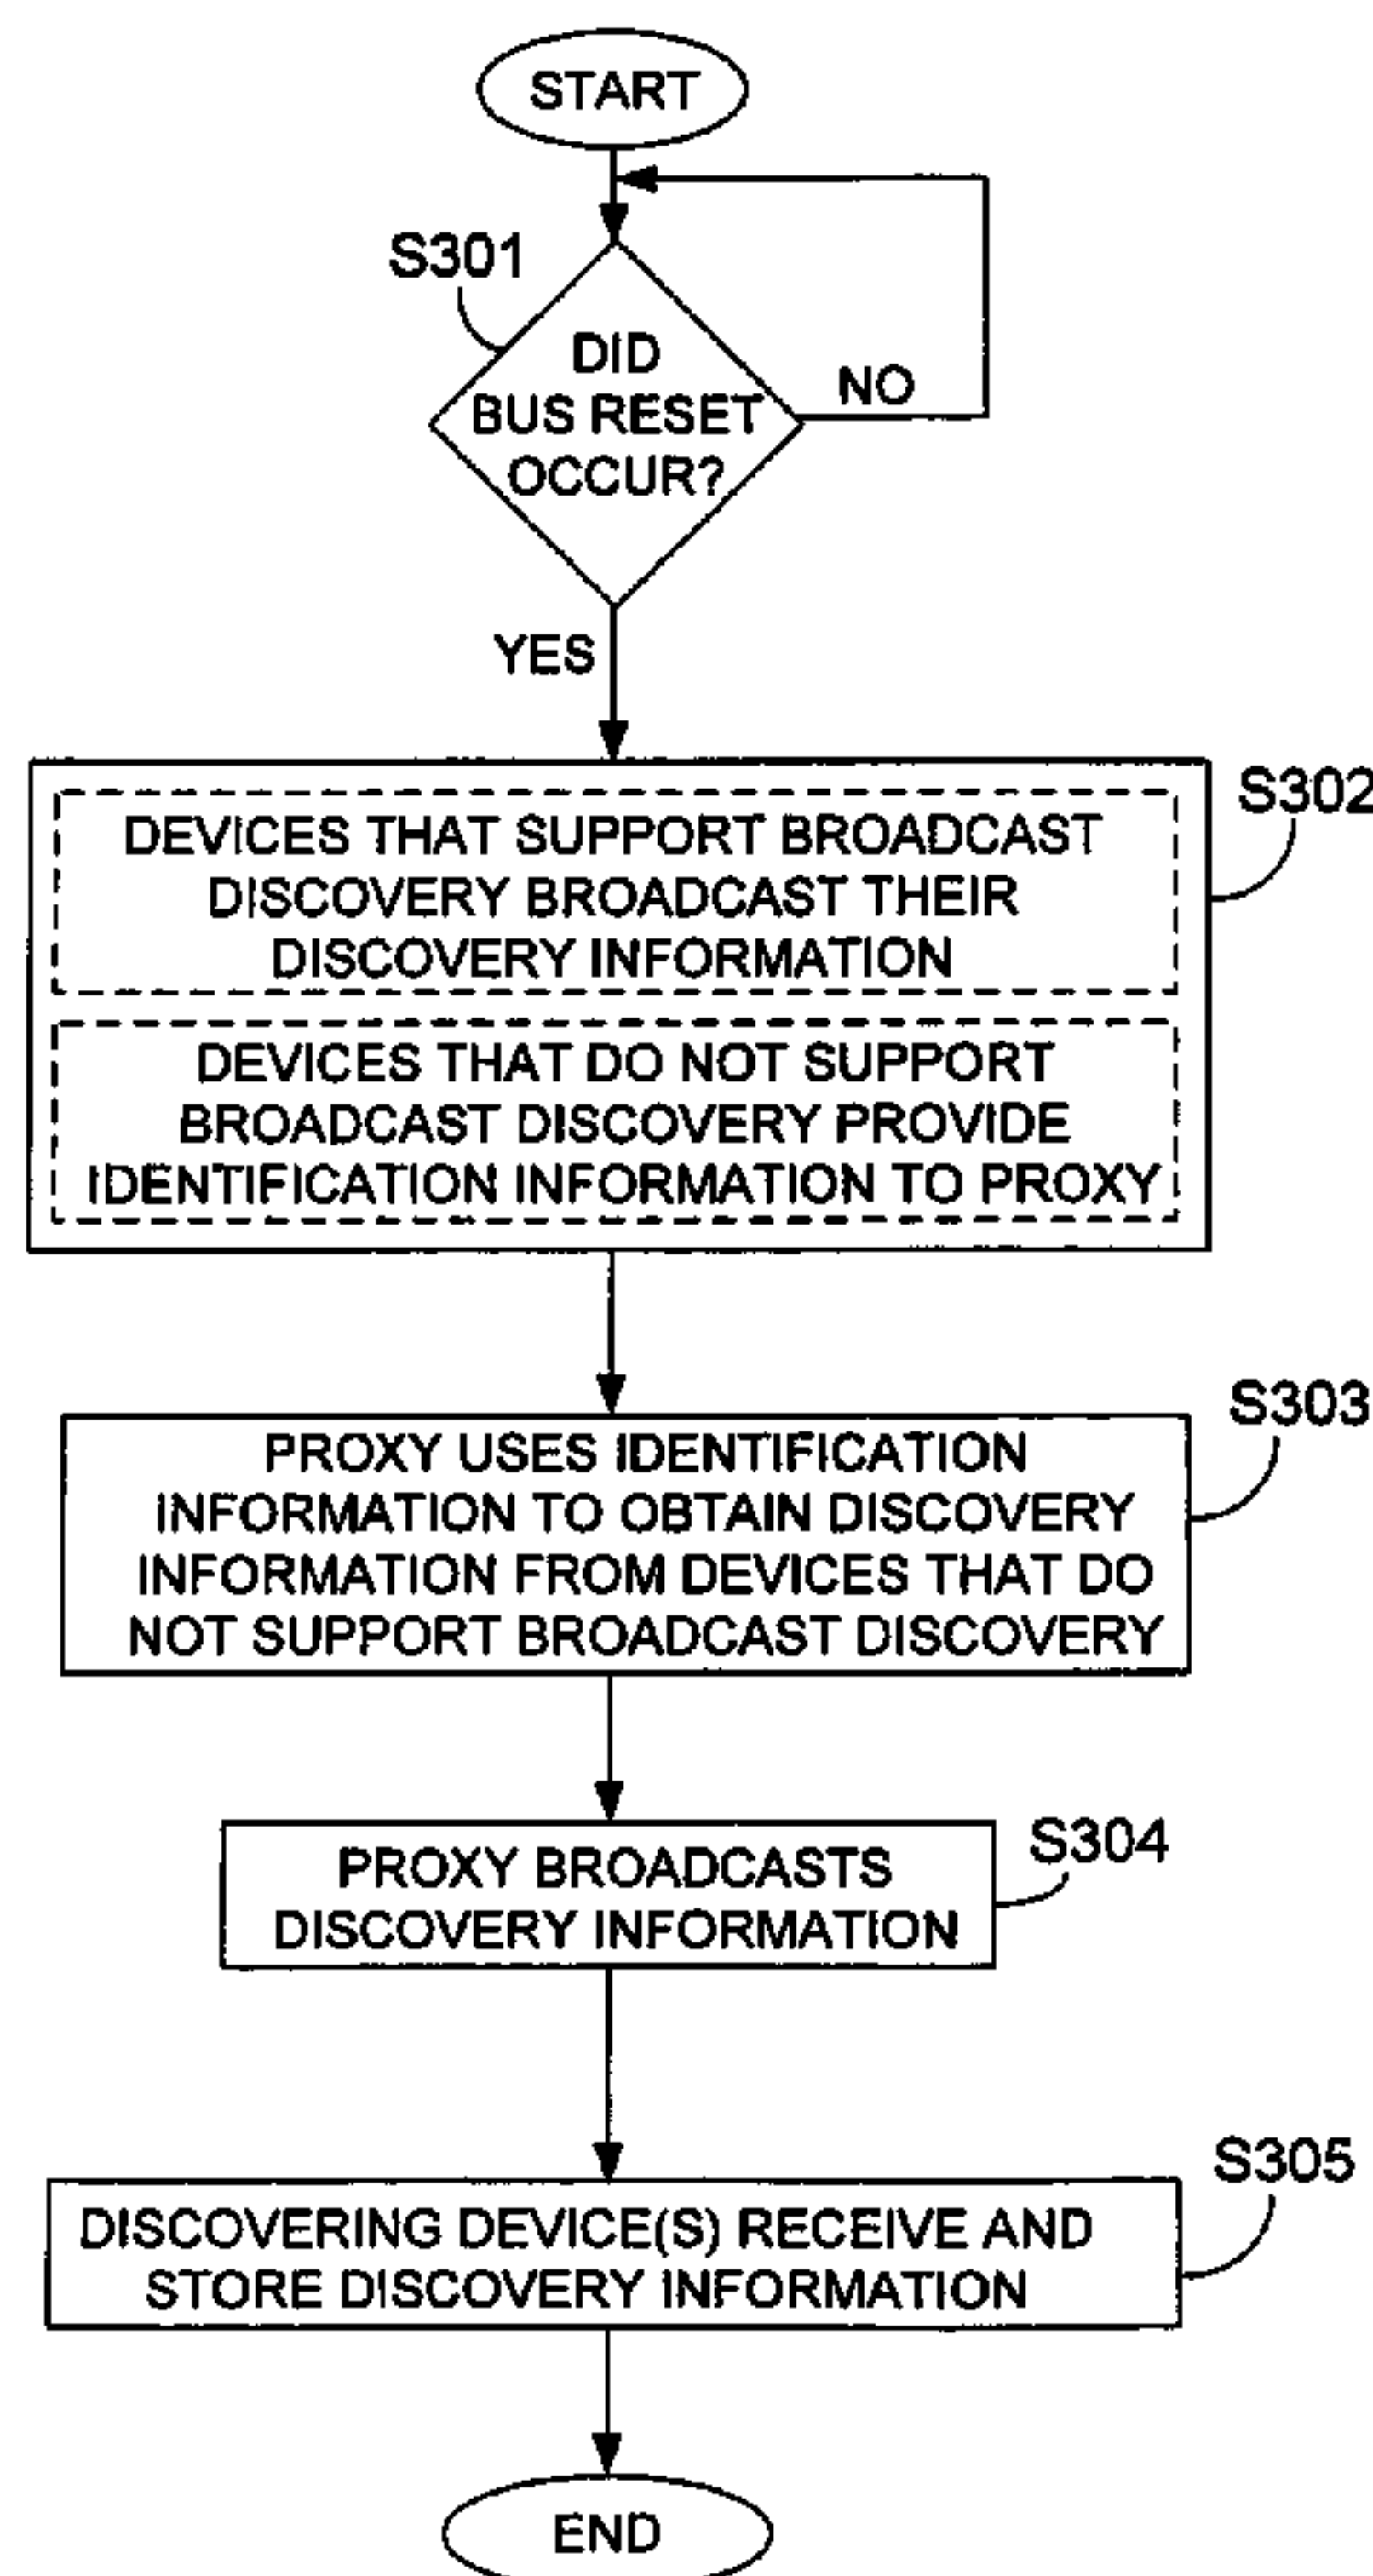 START
S301
DID
BUS RESET
OCCUR?
NO
YES
S302
DEVICES THAT SUPPORT BROADCAST
DISCOVERY BROADCAST THEIR
DISCOVERY INFORMATION
DEVICES THAT DO NOT SUPPORT
BROADCAST DISCOVERY PROVIDE
IDENTIFICATION INFORMATION TO PROXY
S303
PROXY USES IDENTIFICATION
INFORMATION TO OBTAIN DISCOVERY
INFORMATION FROM DEVICES THAT DO
NOT SUPPORT BROADCAST DISCOVERY
S304
PROXY BROADCASTS
DISCOVERY INFORMATION
S305
DISCOVERING DEVICE(S) RECEIVE AND
STORE DISCOVERY INFORMATION
END